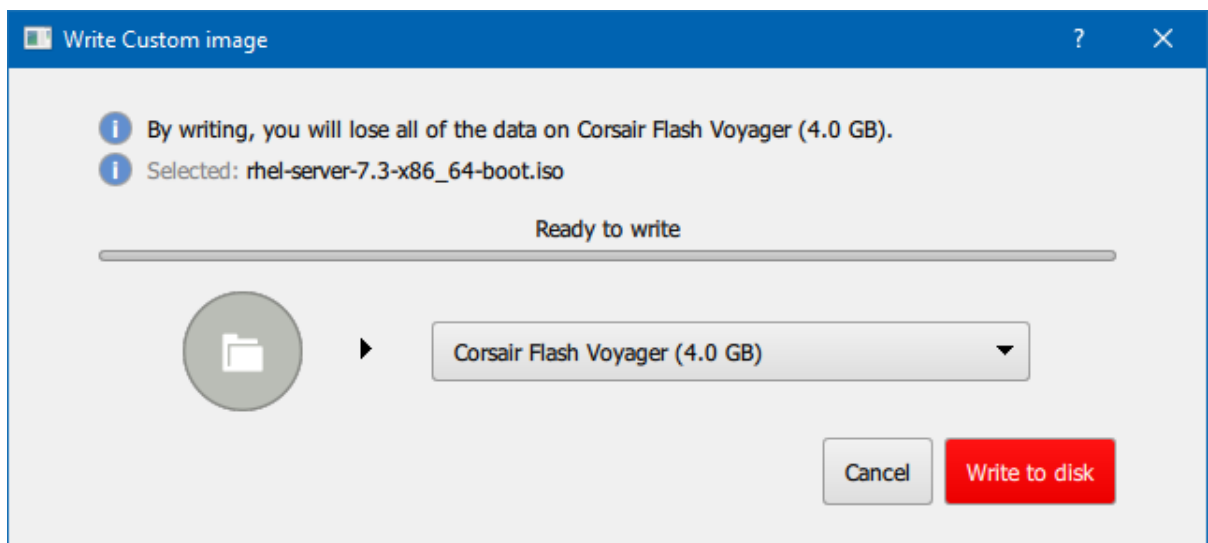 Write Custom image
?
By writing, you will lose all of the data on Corsair Flash Voyager (4.0 GB).
Selected: rhel-server-7.3-x86_64-boot.iso
Ready to write
Corsair Flash Voyager (4.0 GB)
Cancel
Write to disk